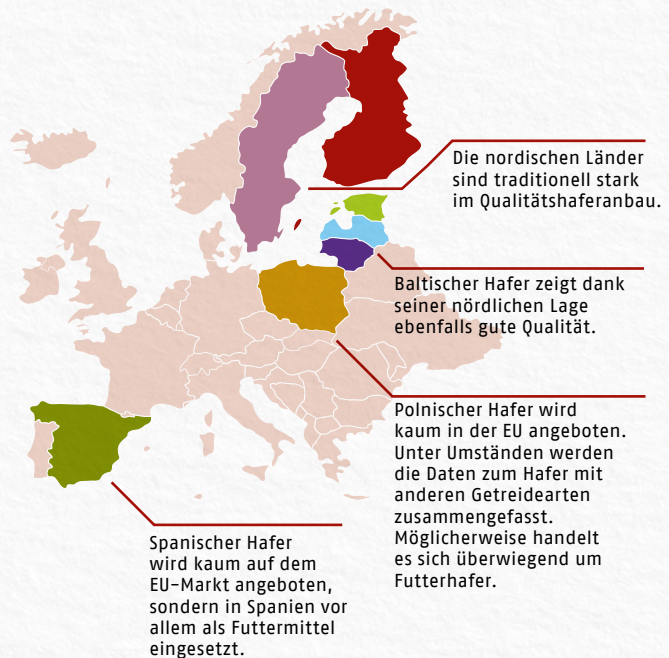 Die nordischen Länder
sind traditionell stark
im Qualitätshaferanbau.
Baltischer Hafer zeigt dank
seiner nördlichen Lage
ebenfalls gute Qualität.
Polnischer Hafer wird
kaum in der EU angeboten.
Unter Umständen werden
die Daten zum Hafer mit
anderen Getreidearten
zusammengefasst.
Möglicherweise handelt
es sich überwiegend um
Futterhafer.
Spanischer Hafer
wird kaum auf dem
EU-Markt angeboten,
sondern in Spanien vor
allem als Futtermittel
eingesetzt.